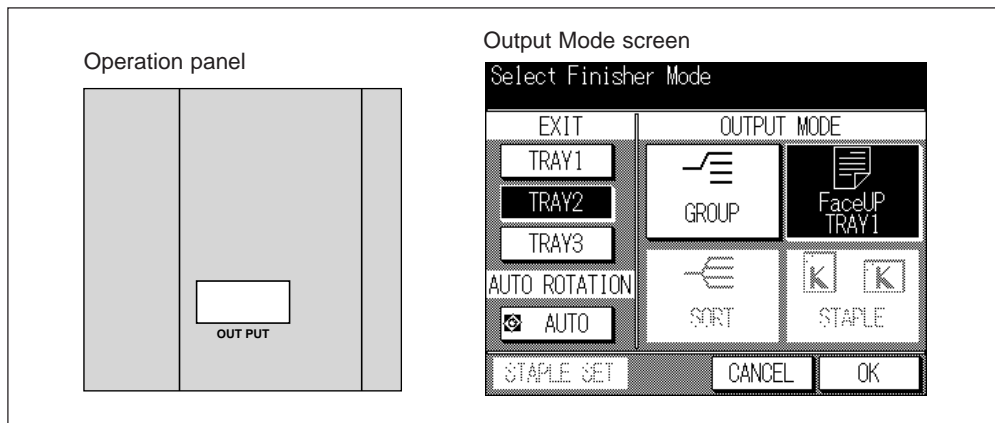 Operation panel
OUT PUT
Output Mode screen
Select Finisher Mode
EXIT
TRAY1
TRAY2
TRAY3
AUTO ROTATION
AUTO
OUTPUT MODE
GROUP
FaceUP
TRAY1
SORT
K K
STAPLE
STAPLE SET
CANCEL
OK